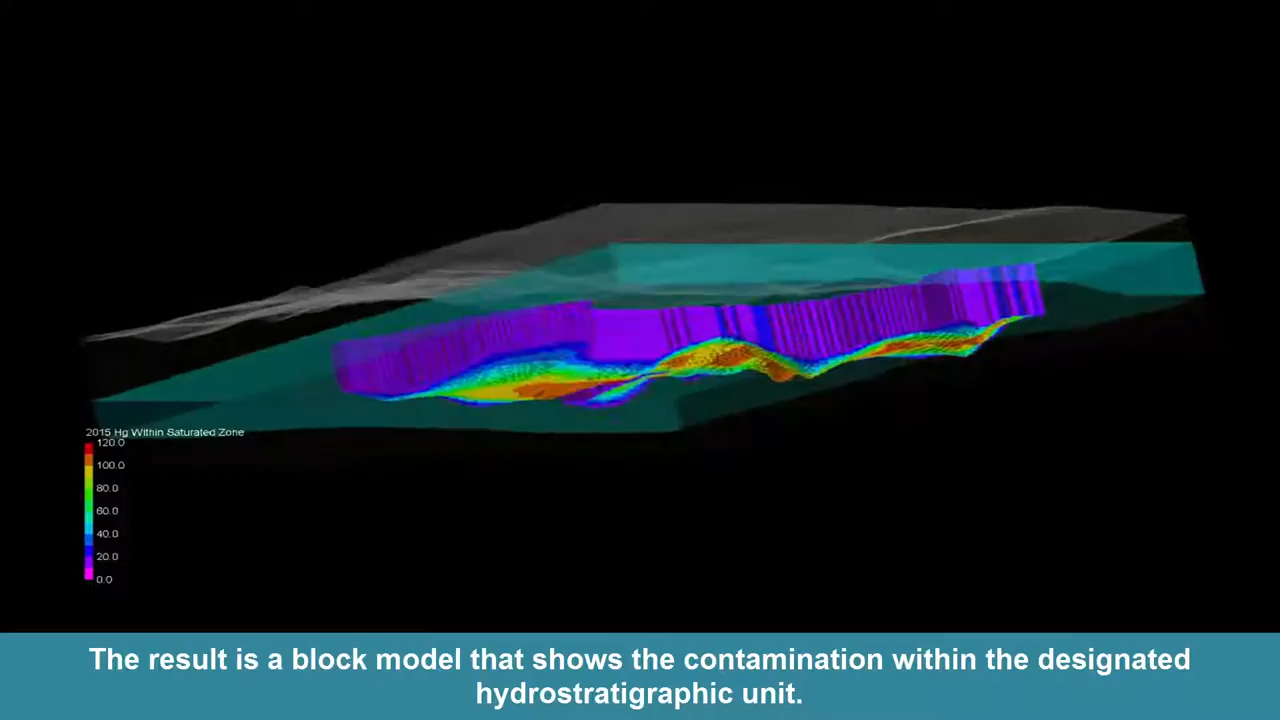 2015 Hg Within Saturated Zone
120.0
100.0
80.0
60.0
40.0
20.0
0.0
The result is a block model that shows the contamination within the designated
hydrostratigraphic unit.